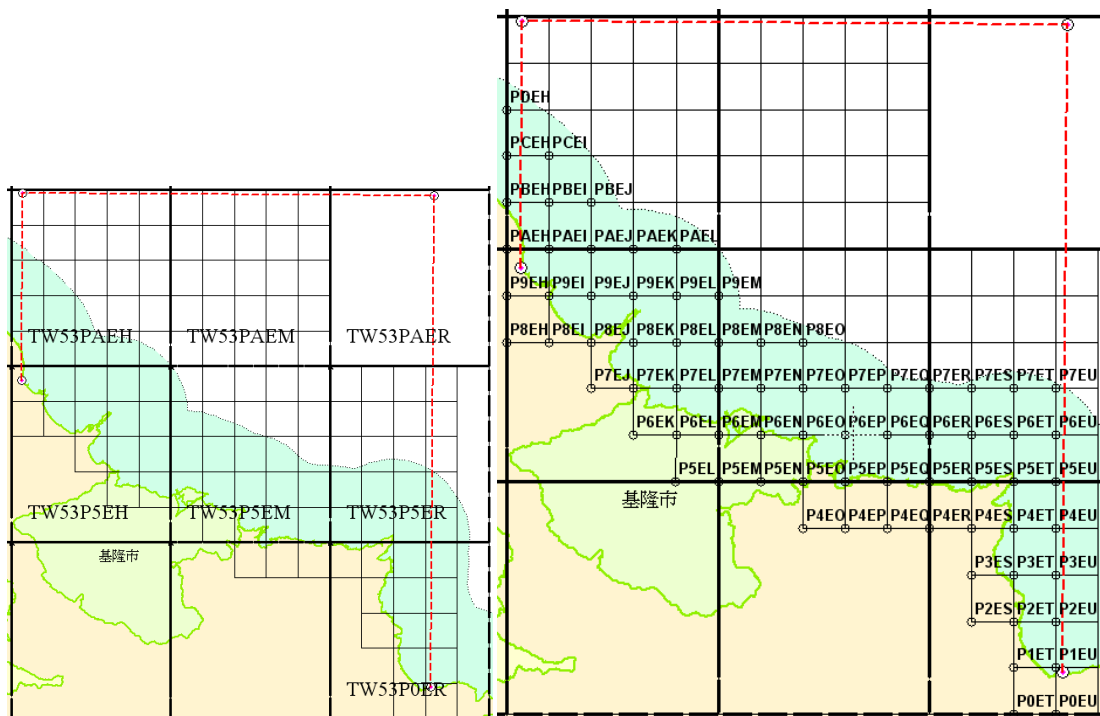 TW53PAEH TW53PAEM TW53PAER
TW53P5EH TW53P5EM TW53P5ER
基隆市
TW53P0ER
P0EH
PCEH PCEI
PBEH PBEI PBEJ
PAEH PAEI PAEJ PAEK PAEL
P9EH P9EI P9EJ P9EK P9EL P9EM
P8EH P8EI P8EJ P8EK P8EL P8EM P8EN P8EO
P7EJ P7EK P7EL P7EM P7EN P7EO P7EP P7EQ P7ER P7ES P7ET P7EU
P6EK P6EL P6EM P6EN P6EO P6EP P6EQ P6ER P6ES P6ET P6EU
P5EL P5EM P5EN P5EO P5EP P5EQ P5ER P5ES P5ET P5EU
基隆市
P4EO P4EP P4EQ P4ER P4ES P4ET P4EU
P3ES P3ET P3EU
P2ES P2ET P2EU
P1ET P1EU
P0ET P0EU